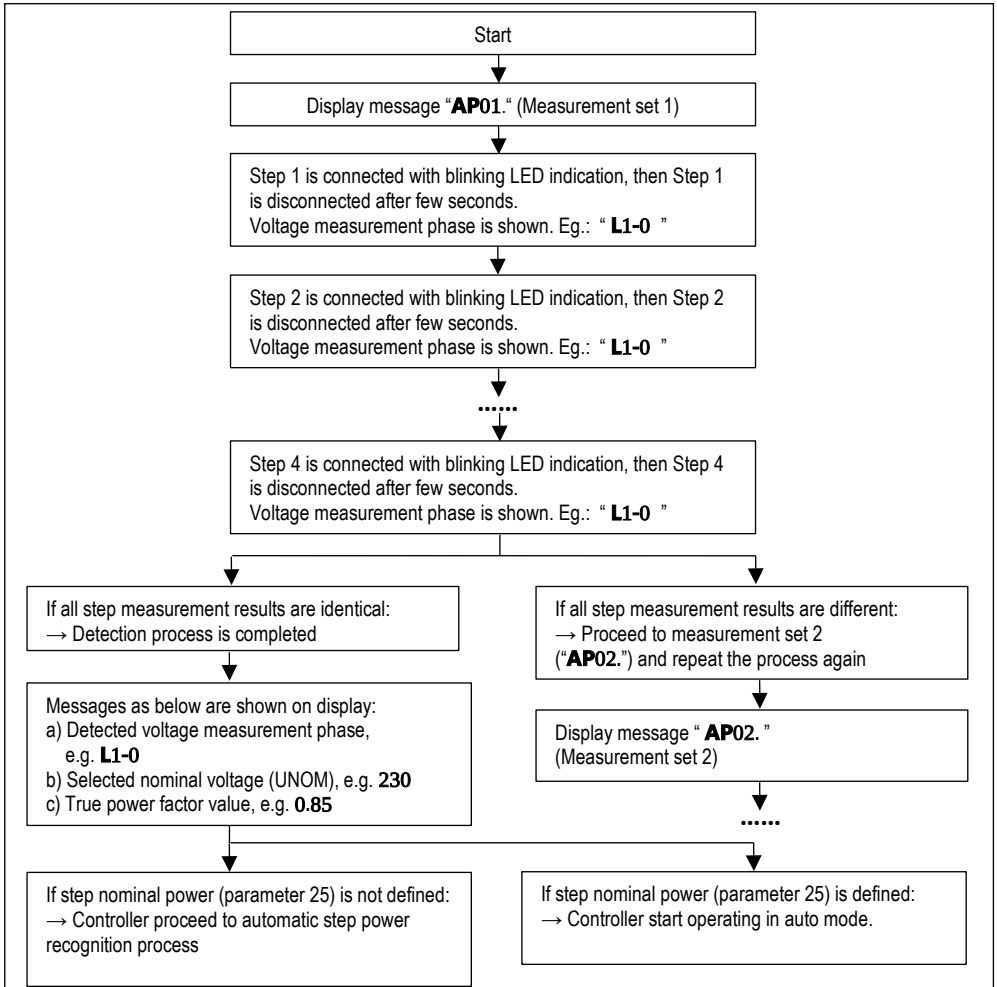 Start
Display message “AP01.“ (Measurement set 1)
Step 1 is connected with blinking LED indication, then Step 1
is disconnected after few seconds.
Voltage measurement phase is shown. Eg.: “ L1-0 ”
Step 2 is connected with blinking LED indication, then Step 2
is disconnected after few seconds.
Voltage measurement phase is shown. Eg.: “ L1-0 ”
......
Step 4 is connected with blinking LED indication, then Step 4
is disconnected after few seconds.
Voltage measurement phase is shown. Eg.: “ L1-0 ”
If all step measurement results are identical:
→ Detection process is completed
If all step measurement results are different:
→ Proceed to measurement set 2
(“AP02.”) and repeat the process again
Messages as below are shown on display:
a) Detected voltage measurement phase,
e.g. L1-0
b) Selected nominal voltage (UNOM), e.g. 230
c) True power factor value, e.g. 0.85
Display message “ AP02. ”
(Measurement set 2)
......
If step nominal power (parameter 25) is not defined:
→ Controller proceed to automatic step power
recognition process
If step nominal power (parameter 25) is defined:
→ Controller start operating in auto mode.